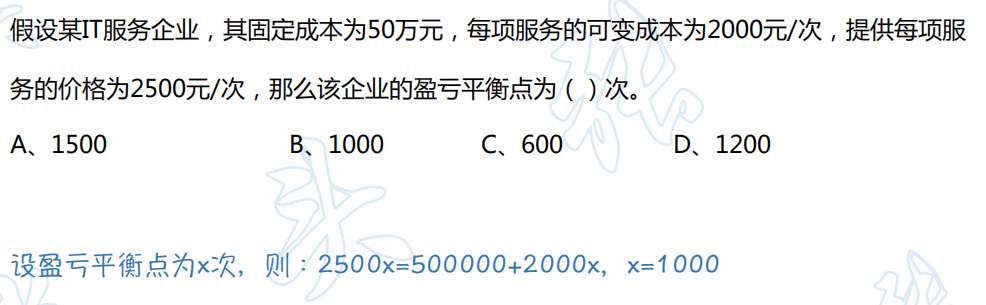 假设某IT服务企业，其固定成本为50万元，每项服务的可变成本为2000元/次，提供每项服
务的价格为2500元/次，那么该企业的盈亏平衡点为（ ）次。
A、1500 B、1000 C、600 D、1200
设盈亏平衡点为x次，则：2500x=500000+2000x，x=1000